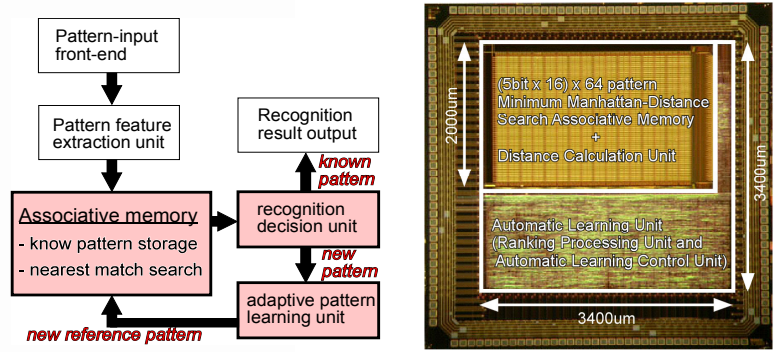 Pattern-input
front-end
Pattern feature
extraction unit
Recognition
result output
known
pattern
Associative memory
- know pattern storage
- nearest match search
recognition
decision unit
new
pattern
adaptive pattern
learning unit
new reference pattern
(5bit x 16) x 64 pattern
Minimum Manhattan-Distance
Search Associative Memory
+
Distance Calculation Unit
2000um
3400um
Automatic Learning Unit
(Ranking Processing Unit and
Automatic Learning Control Unit)
3400um